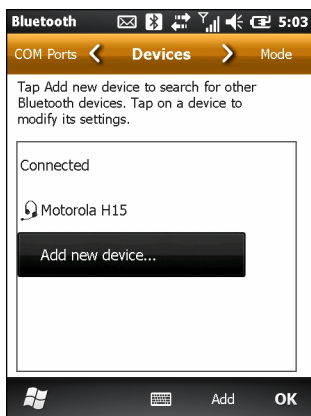 Bluetooth 5:03
COM Ports Devices Mode
Tap Add new device to search for other
Bluetooth devices. Tap on a device to
modify its settings.
Connected
Motorola H15
Add new device...
Add OK